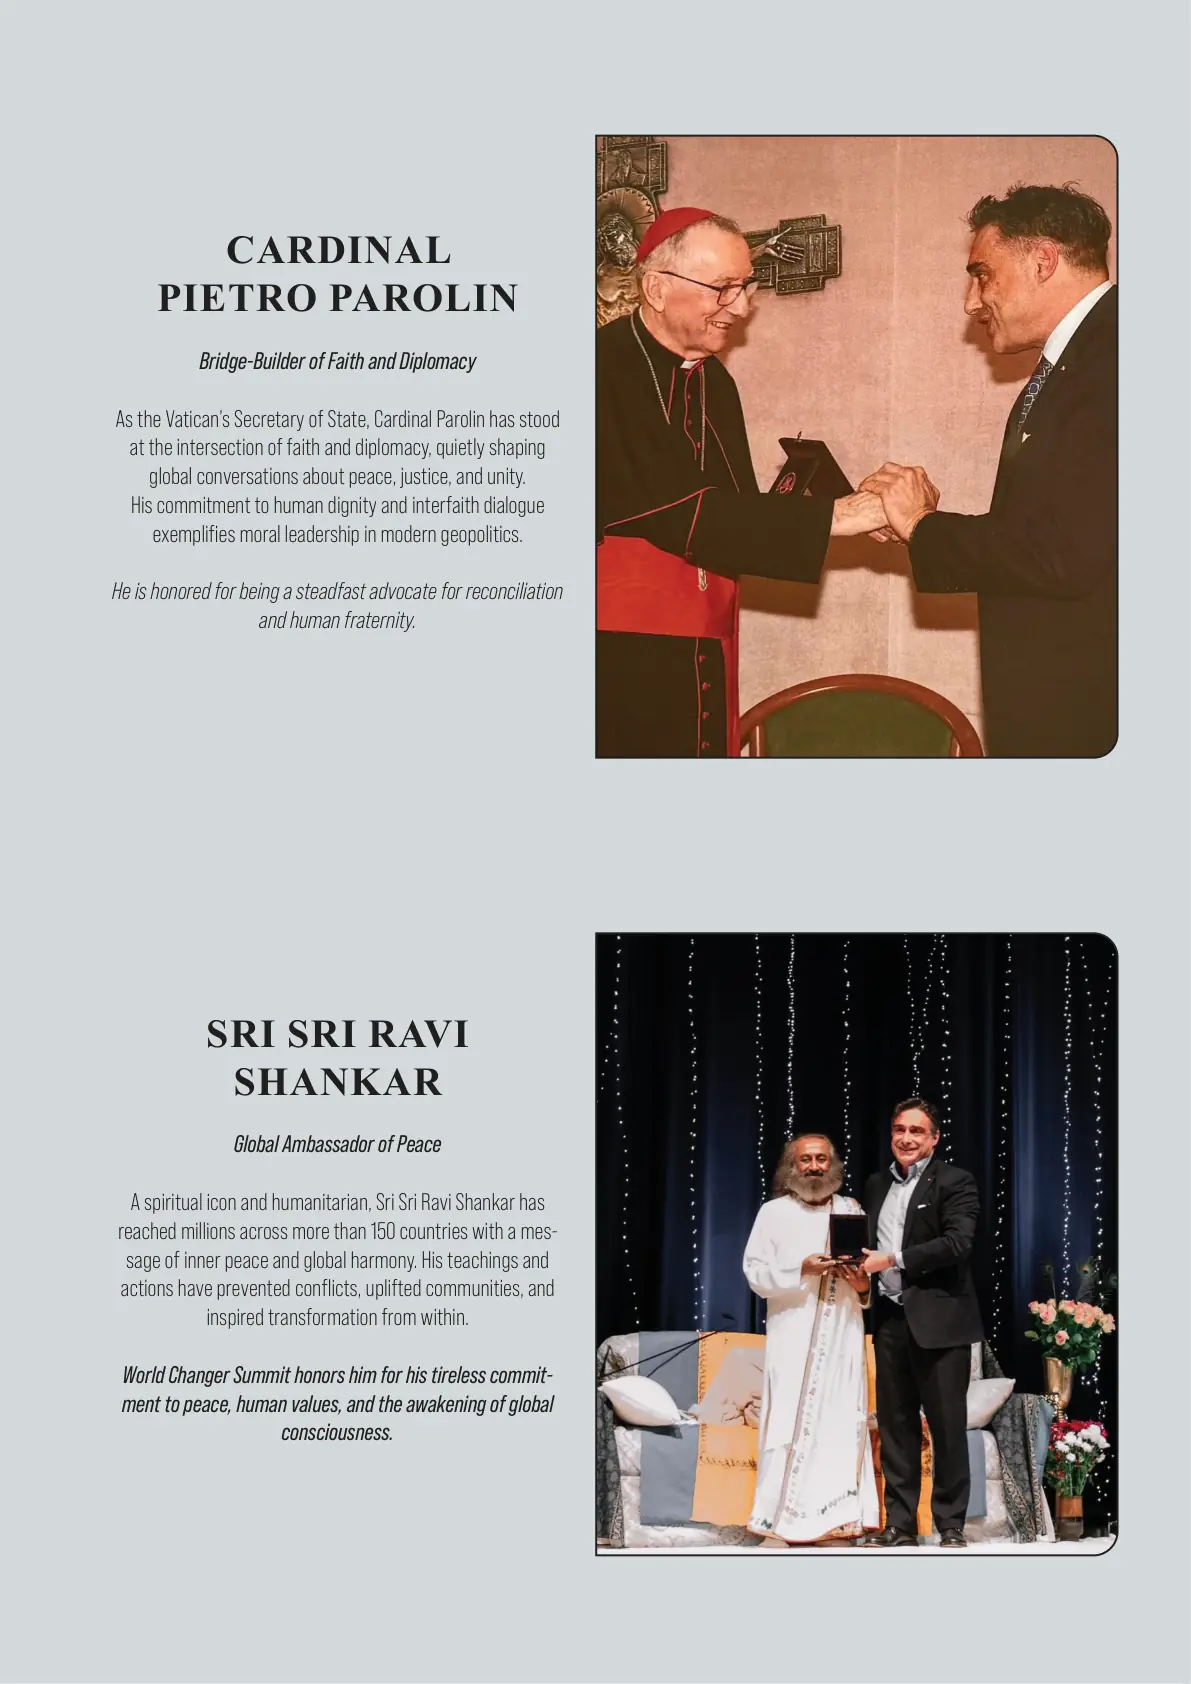 CARDINAL
PIETRO PAROLIN
Bridge-Builder of Faith and Diplomacy
As the Vatican's Secretary of State, Cardinal Parolin has stood
at the intersection of faith and diplomacy, quietly shaping
global conversations about peace, justice, and unity.
His commitment to human dignity and interfaith dialogue
exemplifies moral leadership in modern geopolitics.
He is honored for being a steadfast advocate for reconciliation
and human fraternity.
SRI SRI RAVI
SHANKAR
Global Ambassador of Peace
A spiritual icon and humanitarian, Sri Sri Ravi Shankar has
reached millions across more than 150 countries with a mes-
sage of inner peace and global harmony. His teachings and
actions have prevented conflicts, uplifted communities, and
inspired transformation from within.
World Changer Summit honors him for his tireless commit-
ment to peace, human values, and the awakening of global
consciousness.